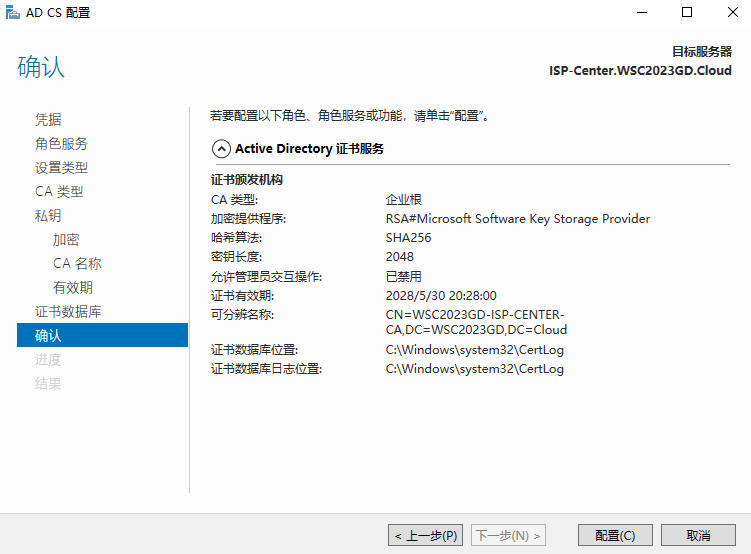 AD CS 配置
确认
目标服务器
ISP-Center.WSC2023GD.Cloud
凭据
角色服务
设置类型
CA 类型
私钥
加密
CA 名称
有效期
证书数据库
确认
进度
结果
若要配置以下角色、角色服务或功能，请单击“配置”。
Active Directory 证书服务
证书颁发机构
CA 类型: 企业根
加密提供程序: RSA#Microsoft Software Key Storage Provider
哈希算法: SHA256
密钥长度: 2048
允许管理员交互操作: 已禁用
证书有效期: 2028/5/30 20:28:00
可分辨名称: CN=WSC2023GD-ISP-CENTER-
CA,DC=WSC2023GD,DC=Cloud
证书数据库位置: C:\Windows\system32\CertLog
证书数据库日志位置: C:\Windows\system32\CertLog
< 上一步(P) 下一步(N) > 配置(C) 取消